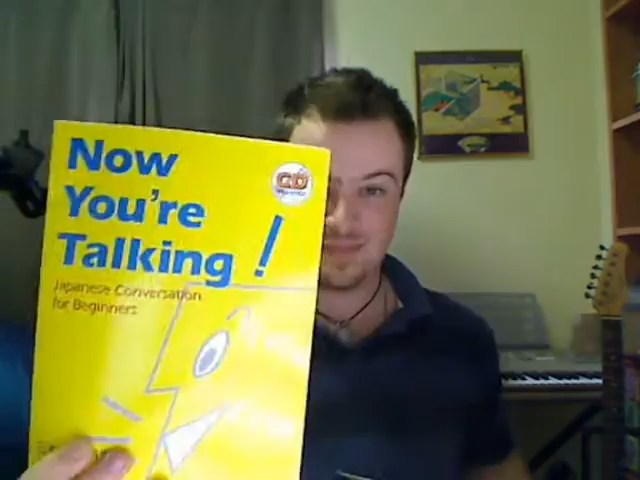 Now
You're
Talking!
CD
Japanese Conversation
for Beginners